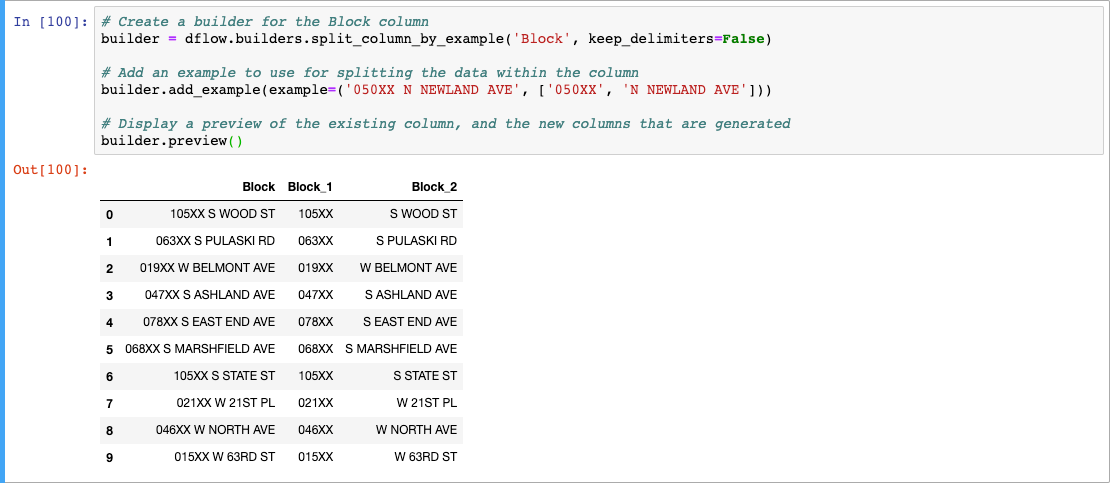 In [100]: # Create a builder for the Block column
builder = dflow.builders.split_column_by_example('Block', keep_delimiters=False)
# Add an example to use for splitting the data within the column
builder.add_example(example=('050XX N NEWLAND AVE', ['050XX', 'N NEWLAND AVE']))
# Display a preview of the existing column, and the new columns that are generated
builder.preview()
Out[100]:
Block Block_1 Block_2
0 105XX S WOOD ST 105XX S WOOD ST
1 063XX S PULASKI RD 063XX S PULASKI RD
2 019XX W BELMONT AVE 019XX W BELMONT AVE
3 047XX S ASHLAND AVE 047XX S ASHLAND AVE
4 078XX S EAST END AVE 078XX S EAST END AVE
5 068XX S MARSHFIELD AVE 068XX S MARSHFIELD AVE
6 105XX S STATE ST 105XX S STATE ST
7 021XX W 21ST PL 021XX W 21ST PL
8 046XX W NORTH AVE 046XX W NORTH AVE
9 015XX W 63RD ST 015XX W 63RD ST